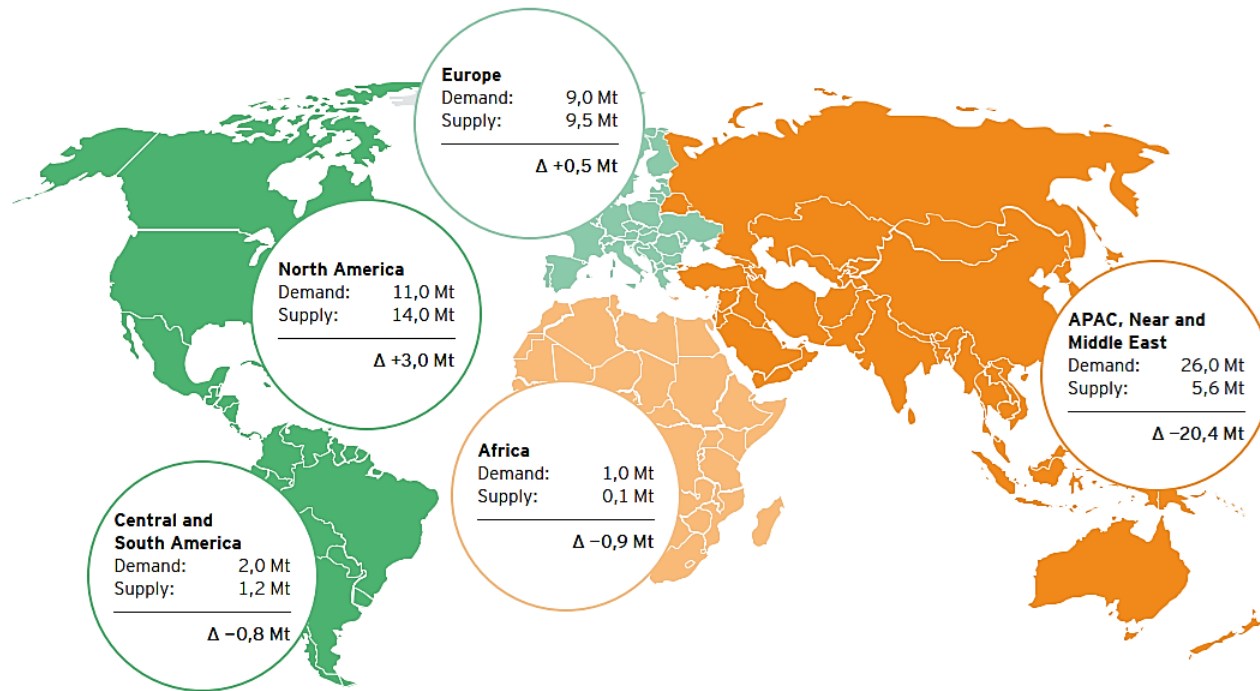 Europe
Demand: 9,0 Mt
Supply: 9,5 Mt
Δ +0,5 Mt
North America
Demand: 11,0 Mt
Supply: 14,0 Mt
Δ +3,0 Mt
APAC, Near and
Middle East
Demand: 26,0 Mt
Supply: 5,6 Mt
Δ −20,4 Mt
Africa
Demand: 1,0 Mt
Supply: 0,1 Mt
Δ −0,9 Mt
Central and
South America
Demand: 2,0 Mt
Supply: 1,2 Mt
Δ −0,8 Mt